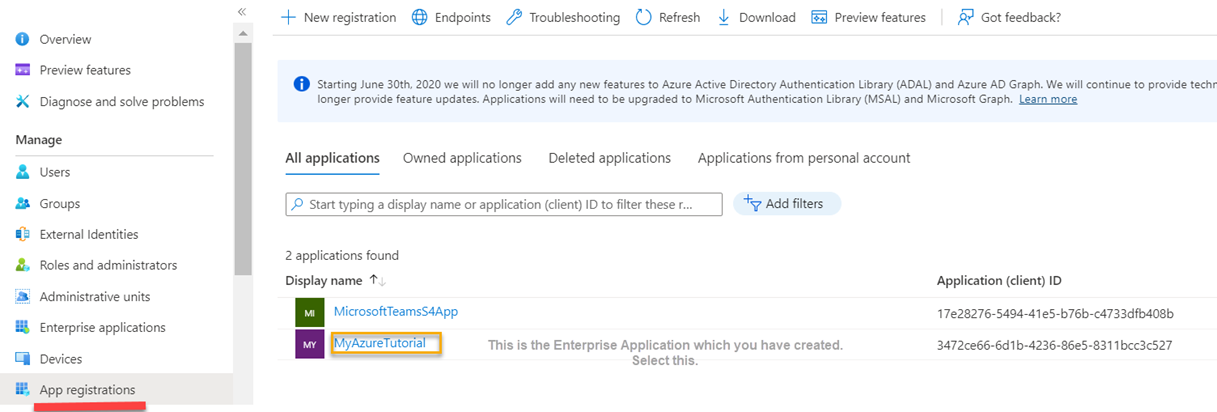 «
Overview
Preview features
Diagnose and solve problems
Manage
Users
Groups
External Identities
Roles and administrators
Administrative units
Enterprise applications
Devices
App registrations
New registration Endpoints Troubleshooting Refresh Download Preview features Got feedback?
Starting June 30th, 2020 we will no longer add any new features to Azure Active Directory Authentication Library (ADAL) and Azure AD Graph. We will continue to provide techn
longer provide feature updates. Applications will need to be upgraded to Microsoft Authentication Library (MSAL) and Microsoft Graph. Learn more
All applications Owned applications Deleted applications Applications from personal account
Start typing a display name or application (client) ID to filter these r... Add filters
2 applications found
Display name Application (client) ID
MI MicrosoftTeamsS4App 17e28276-5494-41e5-b76b-c4733dfb408b
MY MyAzureTutorial This is the Enterprise Application which you have created. 3472ce66-6d1b-4236-86e5-8311bcc3c527
Select this.